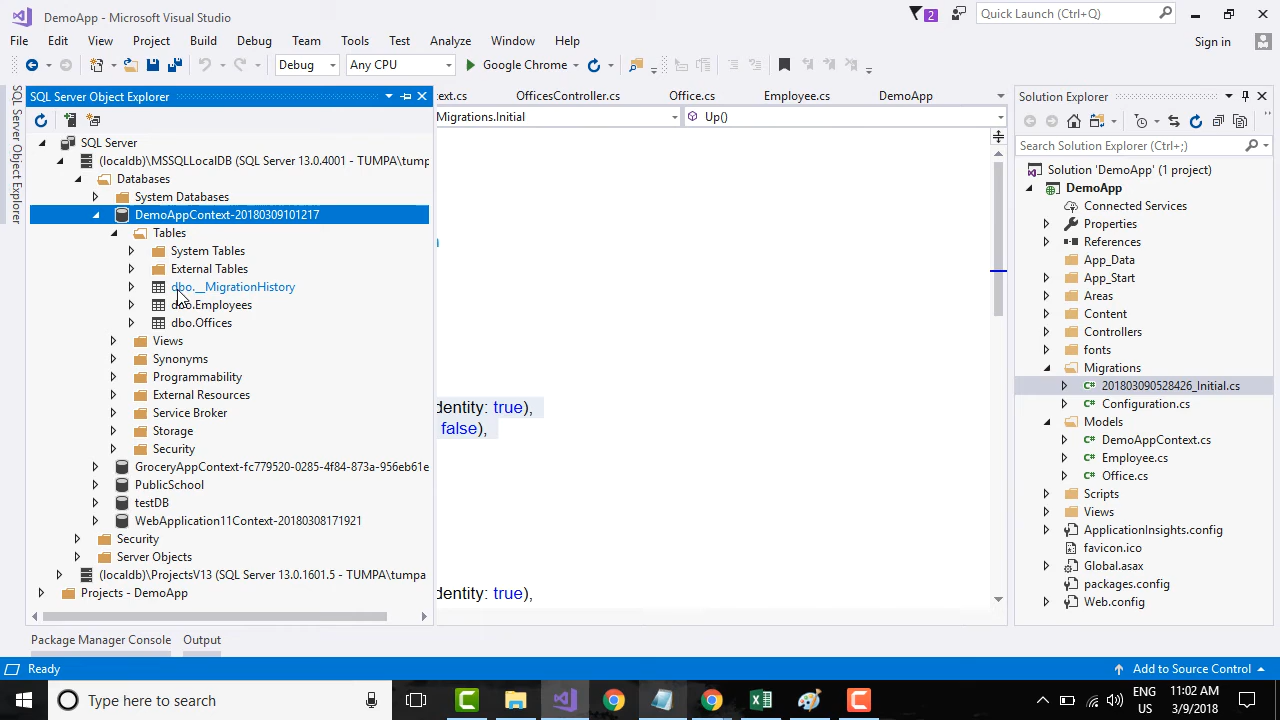 DemoApp - Microsoft Visual Studio
2
Quick Launch (Ctrl+Q)
File Edit View Project Build Debug Team Tools Test Analyze Window Help
Sign in
Debug Any CPU Google Chrome
SQL Server Object Explorer
SQL Server Object Explorer
SQL Server
(localdb)\MSSQLLocalDB (SQL Server 13.0.4001 - TUMPA\tump
Databases
System Databases
DemoAppContext-20180309101217
Tables
System Tables
External Tables
dbo.__MigrationHistory
dbo.Employees
dbo.Offices
Views
Synonyms
Programmability
External Resources
Service Broker
Storage
Security
GroceryAppContext-fc779520-0285-4f84-873a-956eb61e
PublicSchool
testDB
WebApplication11Context-20180308171921
Security
Server Objects
(localdb)\ProjectsV13 (SQL Server 13.0.1601.5 - TUMPA\tumpa
Projects - DemoApp
ext.cs OfficesController.cs Office.cs Employee.cs DemoApp
Migrations.Initial Up()
dentity: true),
false),
dentity: true),
Solution Explorer
Search Solution Explorer (Ctrl+;)
Solution 'DemoApp' (1 project)
DemoApp
Connected Services
Properties
References
App_Data
App_Start
Areas
Content
Controllers
fonts
Migrations
C# 201803090528426_Initial.cs
C# Configuration.cs
Models
C# DemoAppContext.cs
C# Employee.cs
C# Office.cs
Scripts
Views
ApplicationInsights.config
favicon.ico
Global.asax
packages.config
Web.config
Package Manager Console Output
Ready
Add to Source Control
Type here to search
ENG
US
11:02 AM
3/9/2018